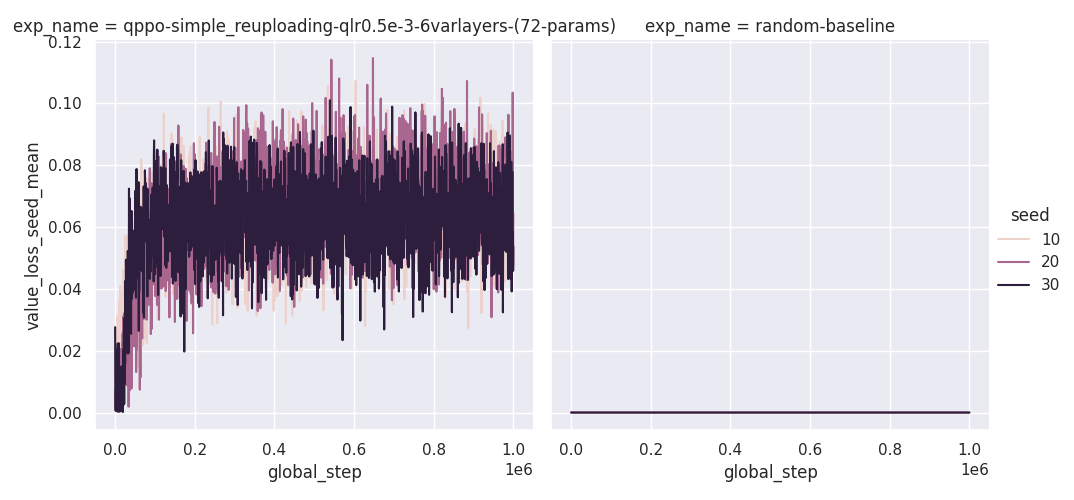 exp_name = qppo-simple_reuploading-qlr0.5e-3-6varlayers-(72-params)
exp_name = random-baseline
0.12
0.10
0.08
0.06
0.04
0.02
0.00
value_loss_seed_mean
0.0 0.2 0.4 0.6 0.8 1.0
1e6
global_step
0.0 0.2 0.4 0.6 0.8 1.0
1e6
global_step
seed
10
20
30